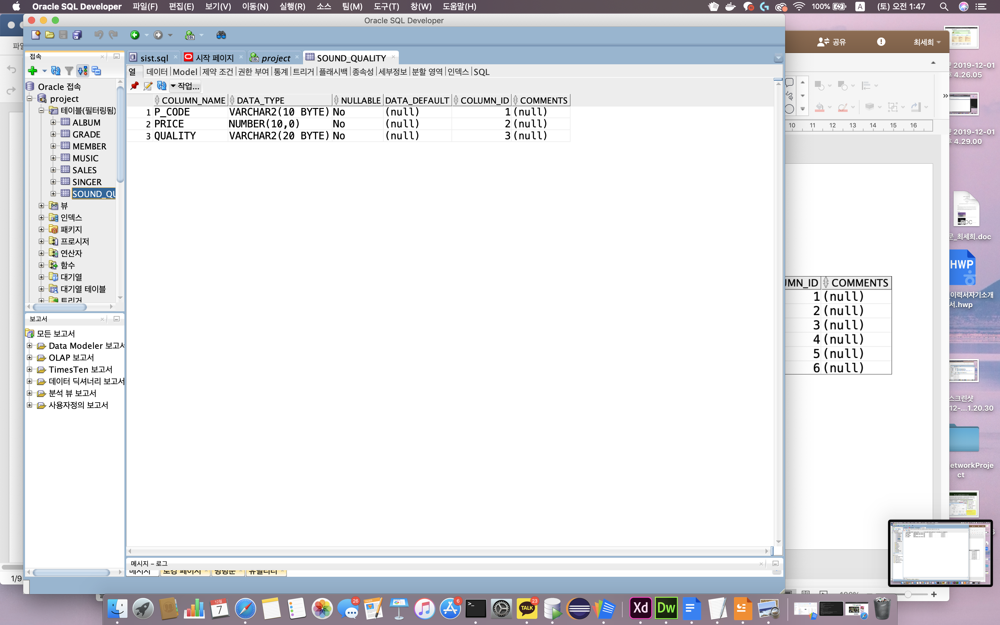 Oracle SQL Developer 파일(F) 편집(E) 보기(V) 이동(N) 실행(R) 소스 팀(M) 도구(T) 창(W) 도움말(H) 100% A (토) 오전 1:47
Oracle SQL Developer
공유 최세희
접속
sist.sql 시작 페이지 project SOUND_QUALITY
열 데이터 Model 제약 조건 권한 부여 통계 트리거 플래시백 종속성 세부정보 분할 영역 인덱스 SQL
작업...
COLUMN_NAME DATA_TYPE NULLABLE DATA_DEFAULT COLUMN_ID COMMENTS
1 P_CODE VARCHAR2(10 BYTE) No (null) 1 (null)
2 PRICE NUMBER(10,0) No (null) 2 (null)
3 QUALITY VARCHAR2(20 BYTE) No (null) 3 (null)
Oracle 접속
project
테이블(필터링됨)
ALBUM
GRADE
MEMBER
MUSIC
SALES
SINGER
SOUND_QU
뷰
인덱스
패키지
프로시저
연산자
함수
대기열
대기열 테이블
트리거
보고서
모든 보고서
Data Modeler 보고서
OLAP 보고서
TimesTen 보고서
데이터 딕셔너리 보고서
분석 뷰 보고서
사용자정의 보고서
메시지 – 로그
메시지 로깅 페이지 명령문 유틸리티
1/9
10 11 12 13 14 15 16
UMN_ID COMMENTS
1 (null)
2 (null)
3 (null)
4 (null)
5 (null)
6 (null)
2019-12-01
4.26.05
2019-12-01
4.29.00
DOC
문_최세희.doc
HWP
이력서자기소개
서.hwp
스크린샷
12-...1.20.30
etworkProje
ct
26
6
23
12월
7
TALK
Xd
Dw